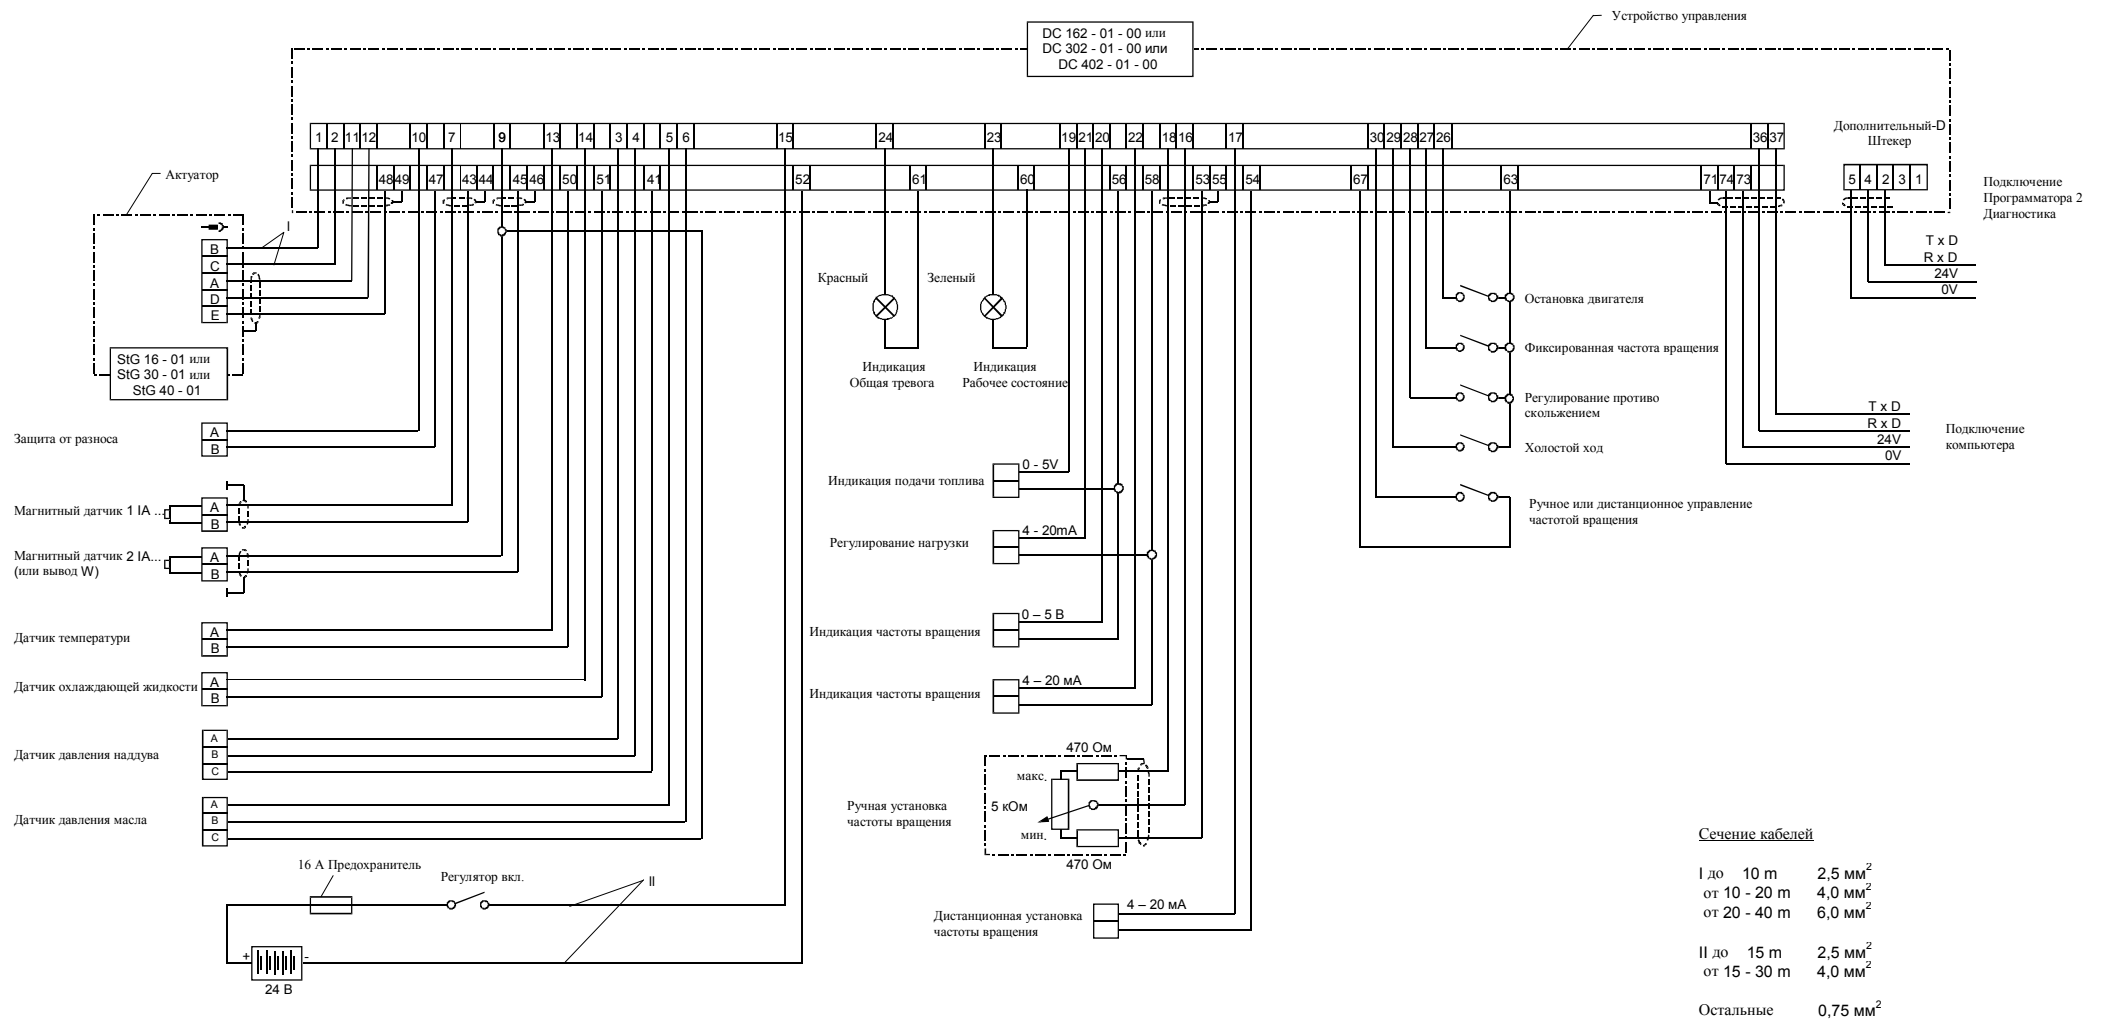 Устройство управления
DC 162 - 01 - 00 или
DC 302 - 01 - 00 или
DC 402 - 01 - 00
1 2 11 12 10 7 9 13 14 3 4 5 6 15 24 23 19 21 20 22 18 16 17 30 29 28 27 26 36 37
48 49 47 43 44 45 46 50 51 41 52 61 60 56 58 53 55 54 67 63 71 74 73
Дополнительный-D
Штекер
5 4 2 3 1
Подключение
Программатора 2
Диагностика
T x D
R x D
24V
0V
Актуатор
I
B
C
A
D
E
StG 16 - 01 или
StG 30 - 01 или
StG 40 - 01
Защита от разноса
A
B
Магнитный датчик 1 IA ...
A
B
Магнитный датчик 2 IA...
(или вывод W)
A
B
Датчик температури
A
B
Датчик охлаждающей жидкости
A
B
Датчик давления наддува
A
B
C
Датчик давления масла
A
B
C
16 А Предохранитель
Регулятор вкл.
II
+
-
24 В
Красный
Индикация
Общая тревога
Зеленый
Индикация
Рабочее состояние
Индикация подачи топлива
0 - 5V
Регулирование нагрузки
4 - 20mA
Индикация частоты вращения
0 – 5 В
Индикация частоты вращения
4 – 20 мА
Ручная установка
частоты вращения
470 Ом
макс.
5 кОм
мин.
470 Ом
Дистанционная установка
частоты вращения
4 – 20 мА
Остановка двигателя
Фиксированная частота вращения
Регулирование противо
скольжением
Холостой ход
Ручное или дистанционное управление
частотой вращения
T x D
R x D
24V
0V
Подключение
компьютера
Сечение кабелей
I до 10 m 2,5 мм²
от 10 - 20 m 4,0 мм²
от 20 - 40 m 6,0 мм²
II до 15 m 2,5 мм²
от 15 - 30 m 4,0 мм²
Остальные 0,75 мм²